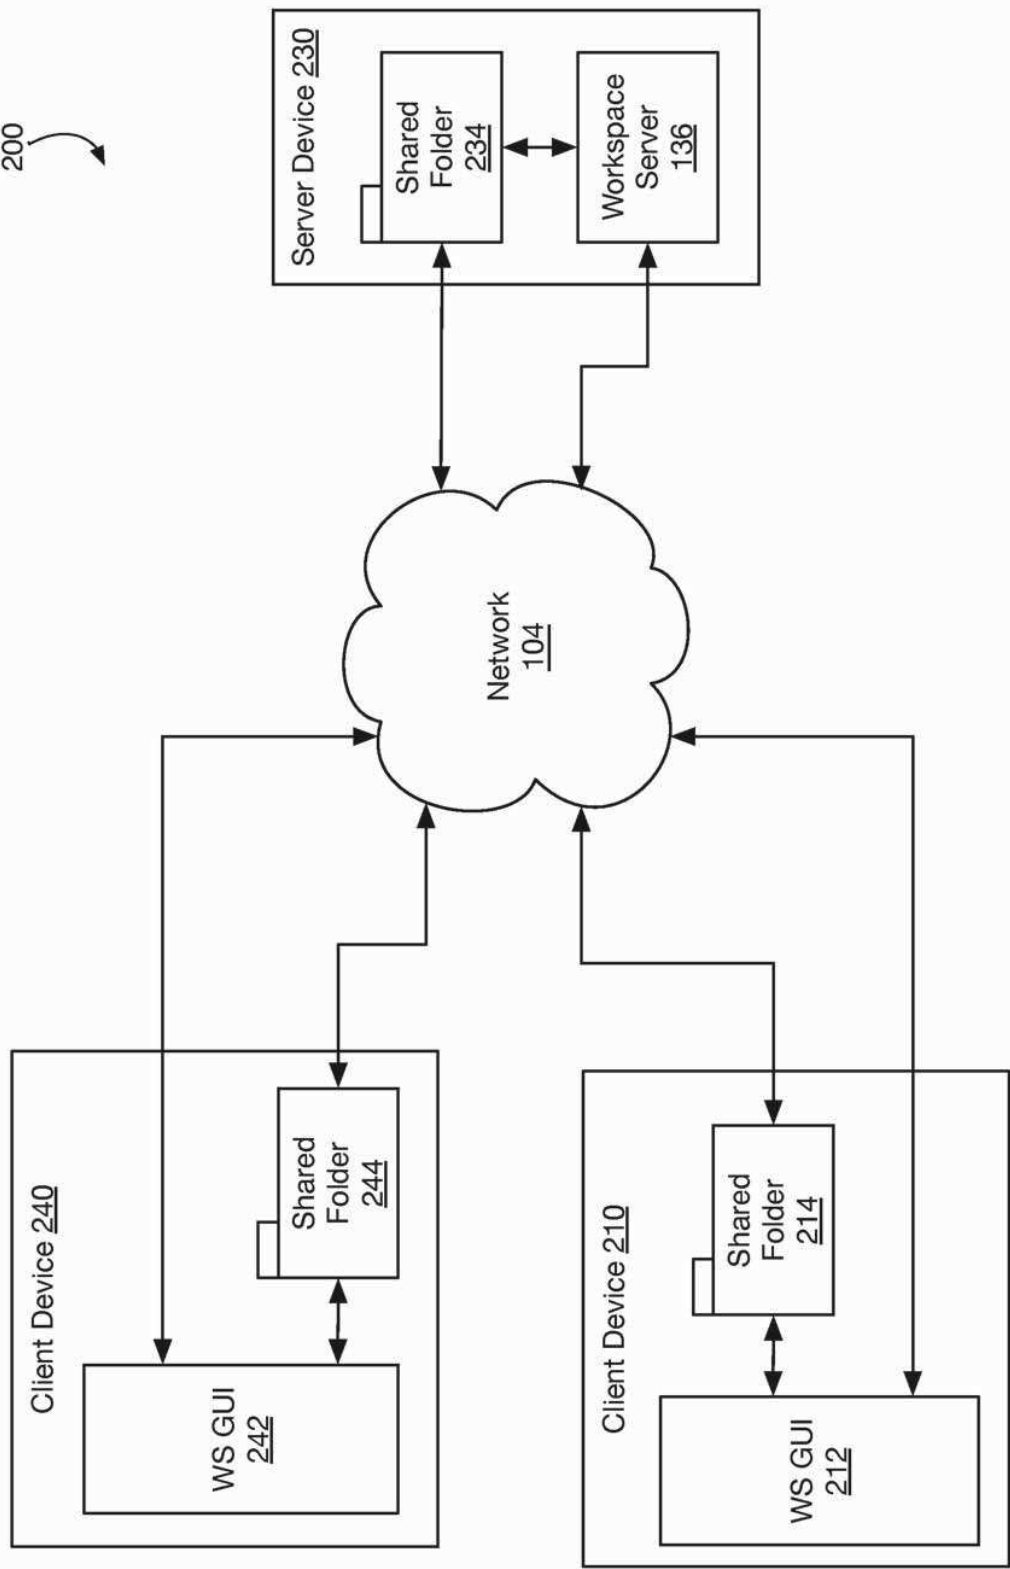 200
Client Device 240
WS GUI
242
Shared
Folder
244
Network
104
Server Device 230
Shared
Folder
234
Workspace
Server
136
Client Device 210
WS GUI
212
Shared
Folder
214